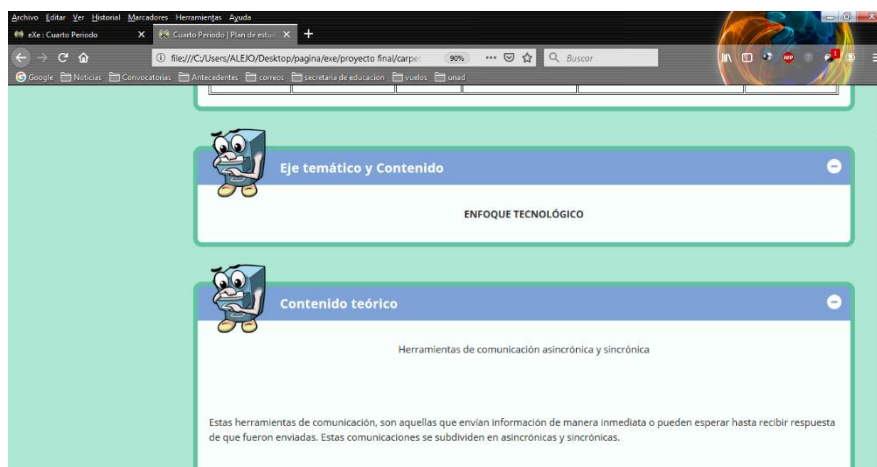 Archivo Editar Ver Historial Marcadores Herramientas Ayuda
eXe : Cuarto Periodo
Cuarto Periodo | Plan de estud
file:///C:/Users/ALEJO/Desktop/pagina/exe/proyecto final/carpe
90%
Buscar
Google Noticias Convocatorias Antecedentes correos secretaria de educacion vuelos unad
Eje temático y Contenido
ENFOQUE TECNOLÓGICO
Contenido teórico
Herramientas de comunicación asincrónica y sincrónica
Estas herramientas de comunicación, son aquellas que envían información de manera inmediata o pueden esperar hasta recibir respuesta
de que fueron enviadas. Estas comunicaciones se subdividen en asincrónicas y sincrónicas.